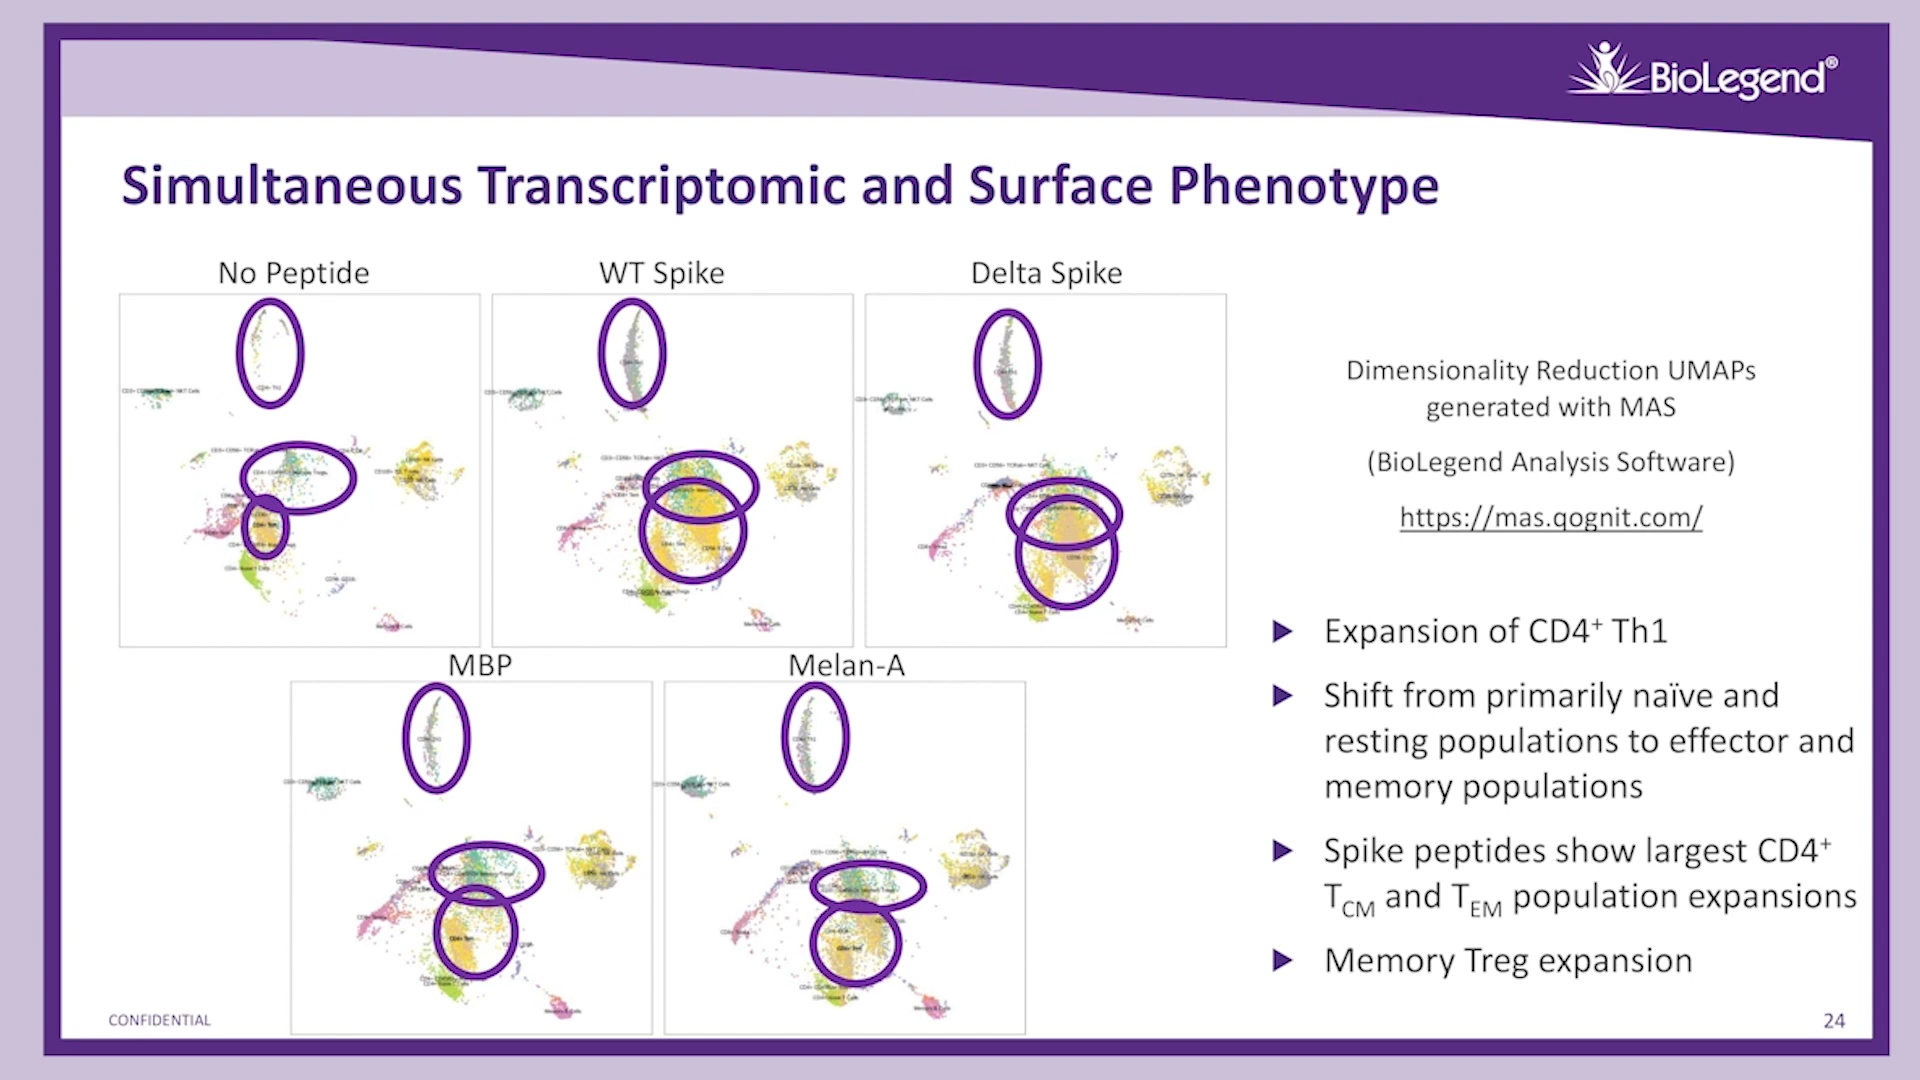 BioLegend®
Simultaneous Transcriptomic and Surface Phenotype
No Peptide
WT Spike
Delta Spike
MBP
Melan-A
Dimensionality Reduction UMAPs
generated with MAS
(BioLegend Analysis Software)
https://mas.qognit.com/
Expansion of CD4+ Th1
Shift from primarily naïve and
resting populations to effector and
memory populations
Spike peptides show largest CD4+
TCM and TEM population expansions
Memory Treg expansion
CONFIDENTIAL
24